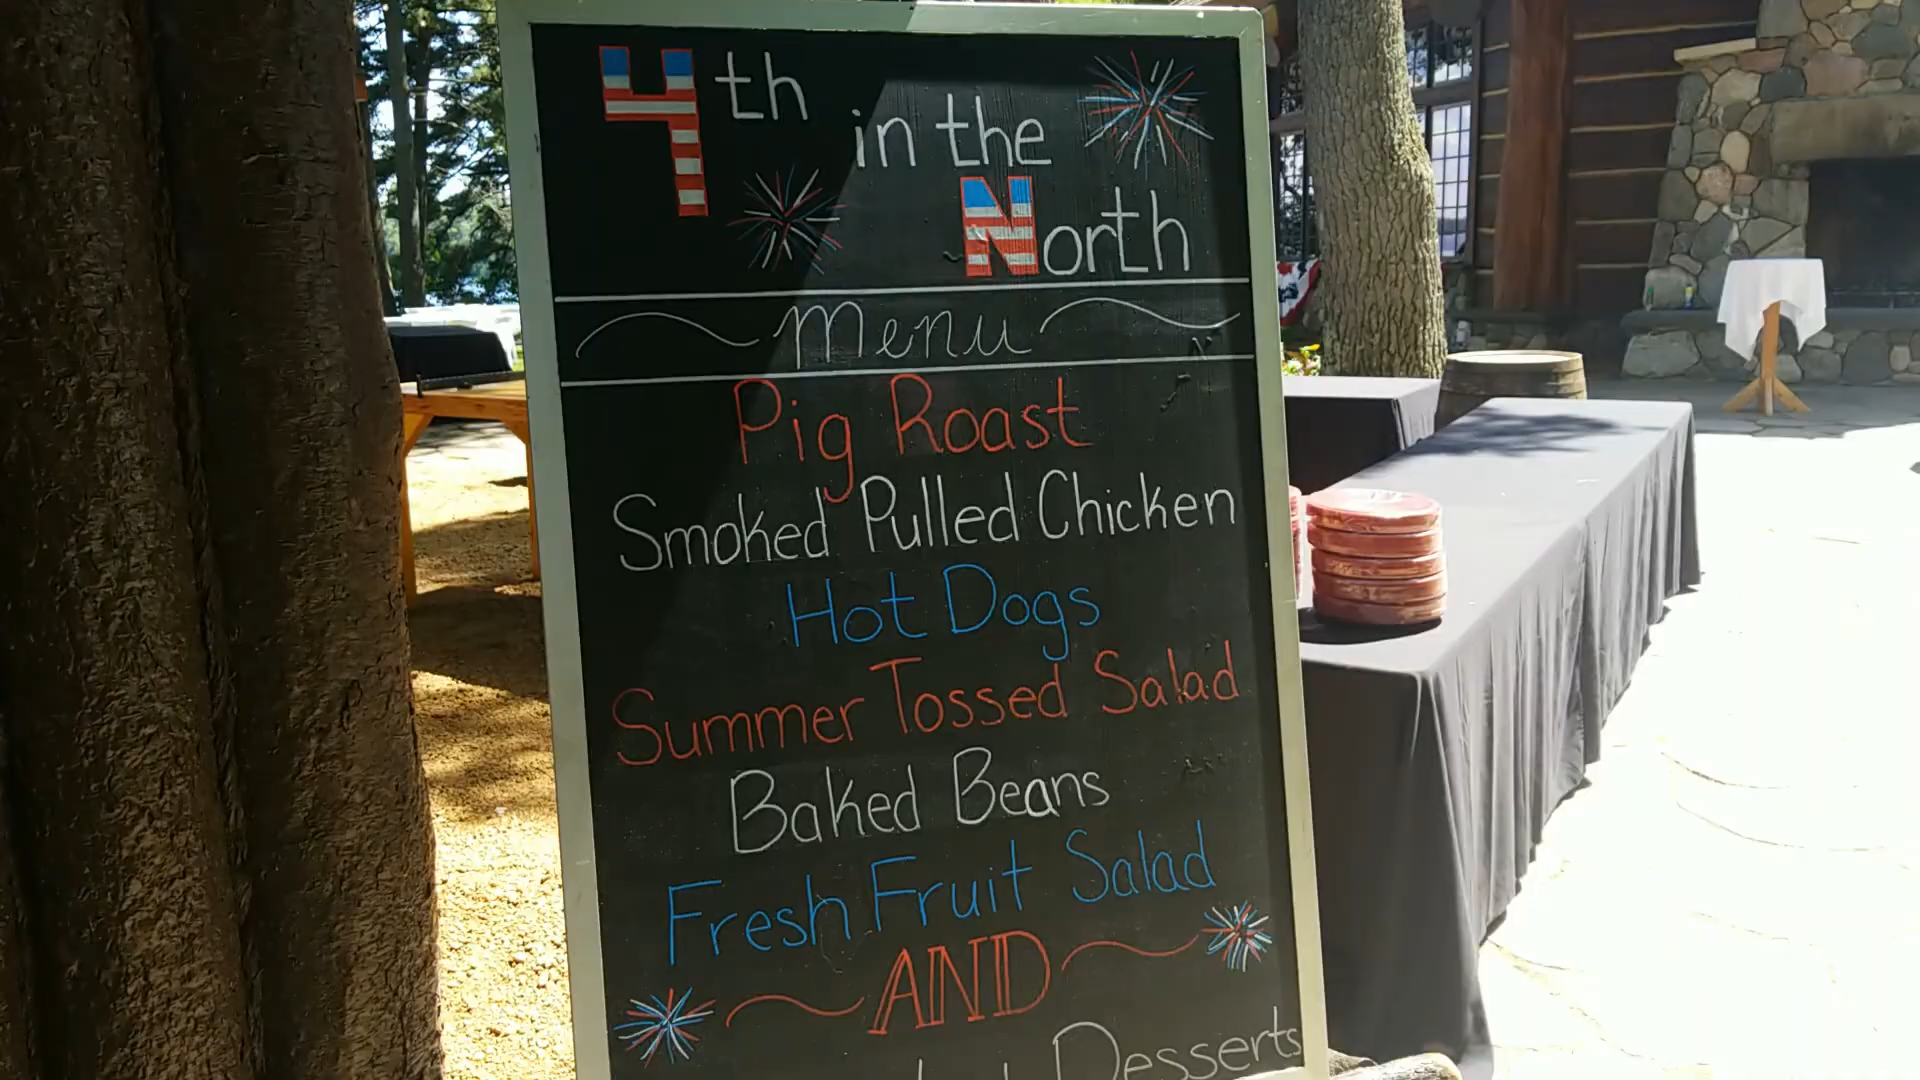 4th in the
North
Menu
Pig Roast
Smoked Pulled Chicken
Hot Dogs
Summer Tossed Salad
Baked Beans
Fresh Fruit Salad
AND
Desserts